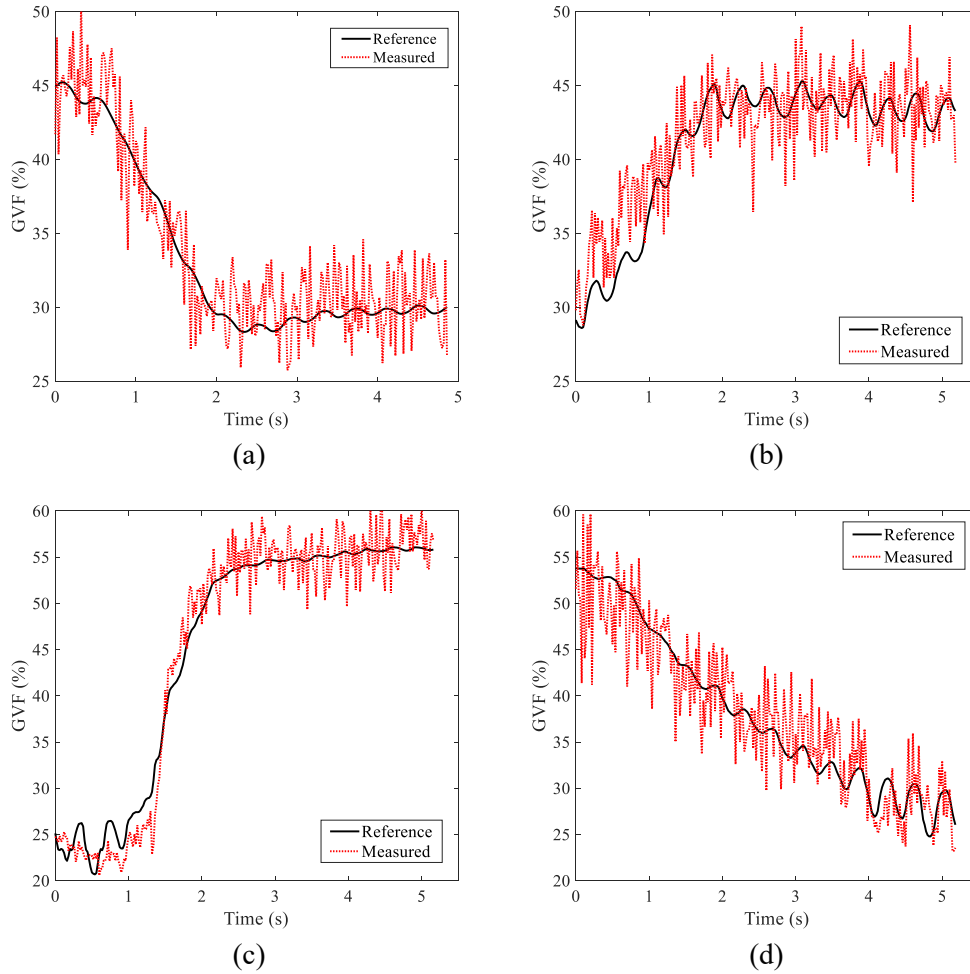 50
45
40
35
30
25
GVF (%)
Reference
Measured
0 1 2 3 4 5
Time (s)
(a)
50
45
40
35
30
25
GVF (%)
Reference
Measured
0 1 2 3 4 5
Time (s)
(b)
60
55
50
45
40
35
30
25
20
GVF (%)
Reference
Measured
0 1 2 3 4 5
Time (s)
(c)
60
55
50
45
40
35
30
25
20
GVF (%)
Reference
Measured
0 1 2 3 4 5
Time (s)
(d)